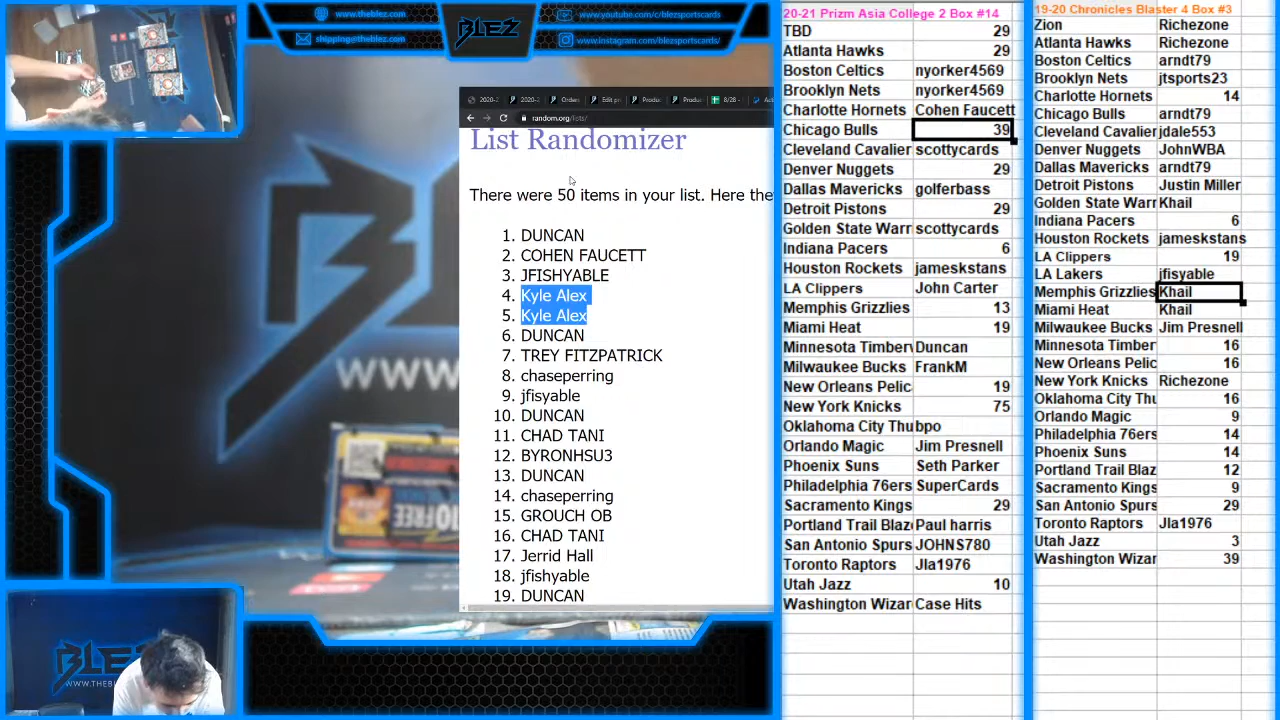 www.theblez.com
shipping@theblez.com
BLEZ
www.youtube.com/c/blezsportscards/
www.instagram.com/blezsportscards/
random.org/lists/
List Randomizer
There were 50 items in your list. Here the
1. DUNCAN
2. COHEN FAUCETT
3. JFISHYABLE
4. Kyle Alex
5. Kyle Alex
6. DUNCAN
7. TREY FITZPATRICK
8. chaseperring
9. jfisyable
10. DUNCAN
11. CHAD TANI
12. BYRONHSU3
13. DUNCAN
14. chaseperring
15. GROUCH OB
16. CHAD TANI
17. Jerrid Hall
18. jfishyable
19. DUNCAN
WWW
BLEZ
WWW.THEBLEZ
20-21 Prizm Asia College 2 Box #14
TBD 29
Atlanta Hawks 29
Boston Celtics nyorker4569
Brooklyn Nets nyorker4569
Charlotte Hornets Cohen Faucett
Chicago Bulls 39
Cleveland Cavalier scottycards
Denver Nuggets 29
Dallas Mavericks golferbass
Detroit Pistons 29
Golden State Warr scottycards
Indiana Pacers 6
Houston Rockets jameskstans
LA Clippers John Carter
Memphis Grizzlies 13
Miami Heat 19
Minnesota Timberv Duncan
Milwaukee Bucks FrankM
New Orleans Pelic 19
New York Knicks 75
Oklahoma City Thu bpo
Orlando Magic Jim Presnell
Phoenix Suns Seth Parker
Philadelphia 76ers SuperCards
Sacramento Kings 29
Portland Trail Blaze Paul harris
San Antonio Spurs JOHNS780
Toronto Raptors Jla1976
Utah Jazz 10
Washington Wizar Case Hits
19-20 Chronicles Blaster 4 Box #3
Zion Richezone
Atlanta Hawks Richezone
Boston Celtics arndt79
Brooklyn Nets jtsports23
Charlotte Hornets 14
Chicago Bulls arndt79
Cleveland Cavalier jdale553
Denver Nuggets JohnWBA
Dallas Mavericks arndt79
Detroit Pistons Justin Miller
Golden State Warr Khail
Indiana Pacers 6
Houston Rockets jameskstans
LA Clippers 19
LA Lakers jfisyable
Memphis Grizzlies Khail
Miami Heat Khail
Milwaukee Bucks Jim Presnell
Minnesota Timber 16
New Orleans Pelic 16
New York Knicks Richezone
Oklahoma City Thu 16
Orlando Magic 9
Philadelphia 76ers 14
Phoenix Suns 14
Portland Trail Blaz 12
Sacramento Kings 9
San Antonio Spurs 29
Toronto Raptors Jla1976
Utah Jazz 3
Washington Wizar 39